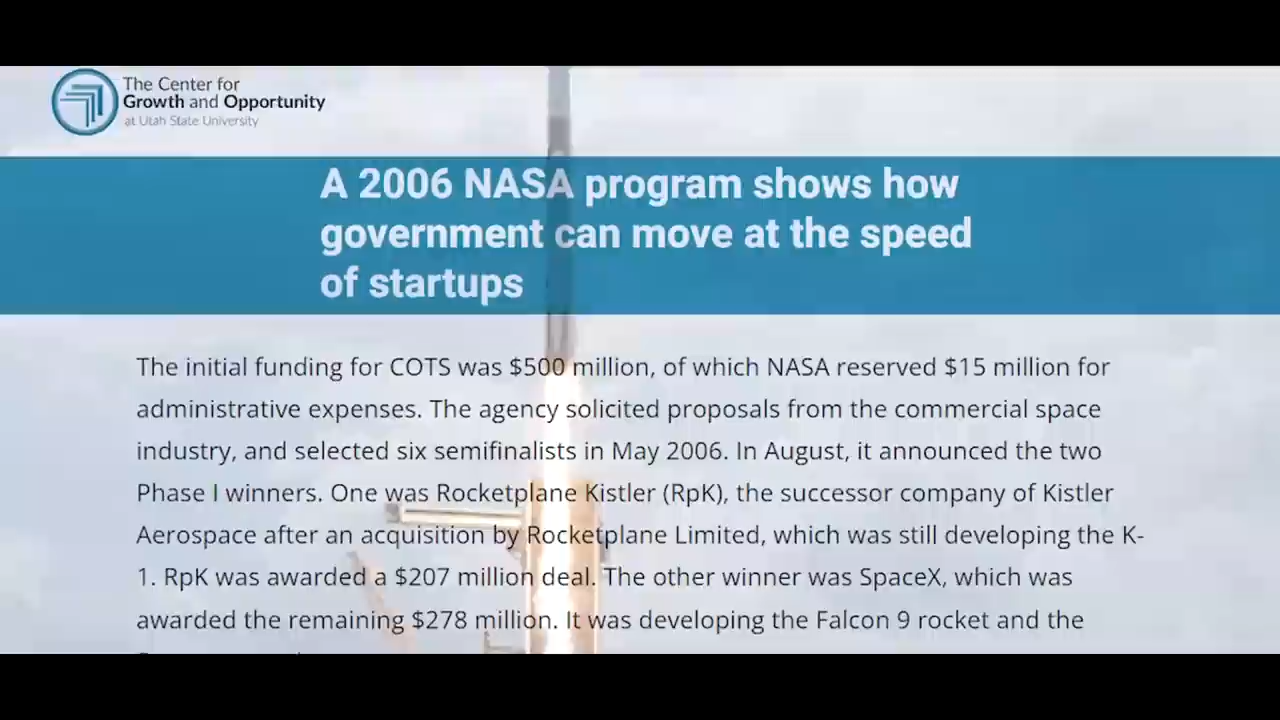 The Center for
Growth and Opportunity
at Utah State University
A 2006 NASA program shows how
government can move at the speed
of startups
The initial funding for COTS was $500 million, of which NASA reserved $15 million for
administrative expenses. The agency solicited proposals from the commercial space
industry, and selected six semifinalists in May 2006. In August, it announced the two
Phase I winners. One was Rocketplane Kistler (RpK), the successor company of Kistler
Aerospace after an acquisition by Rocketplane Limited, which was still developing the K-
1. RpK was awarded a $207 million deal. The other winner was SpaceX, which was
awarded the remaining $278 million. It was developing the Falcon 9 rocket and the